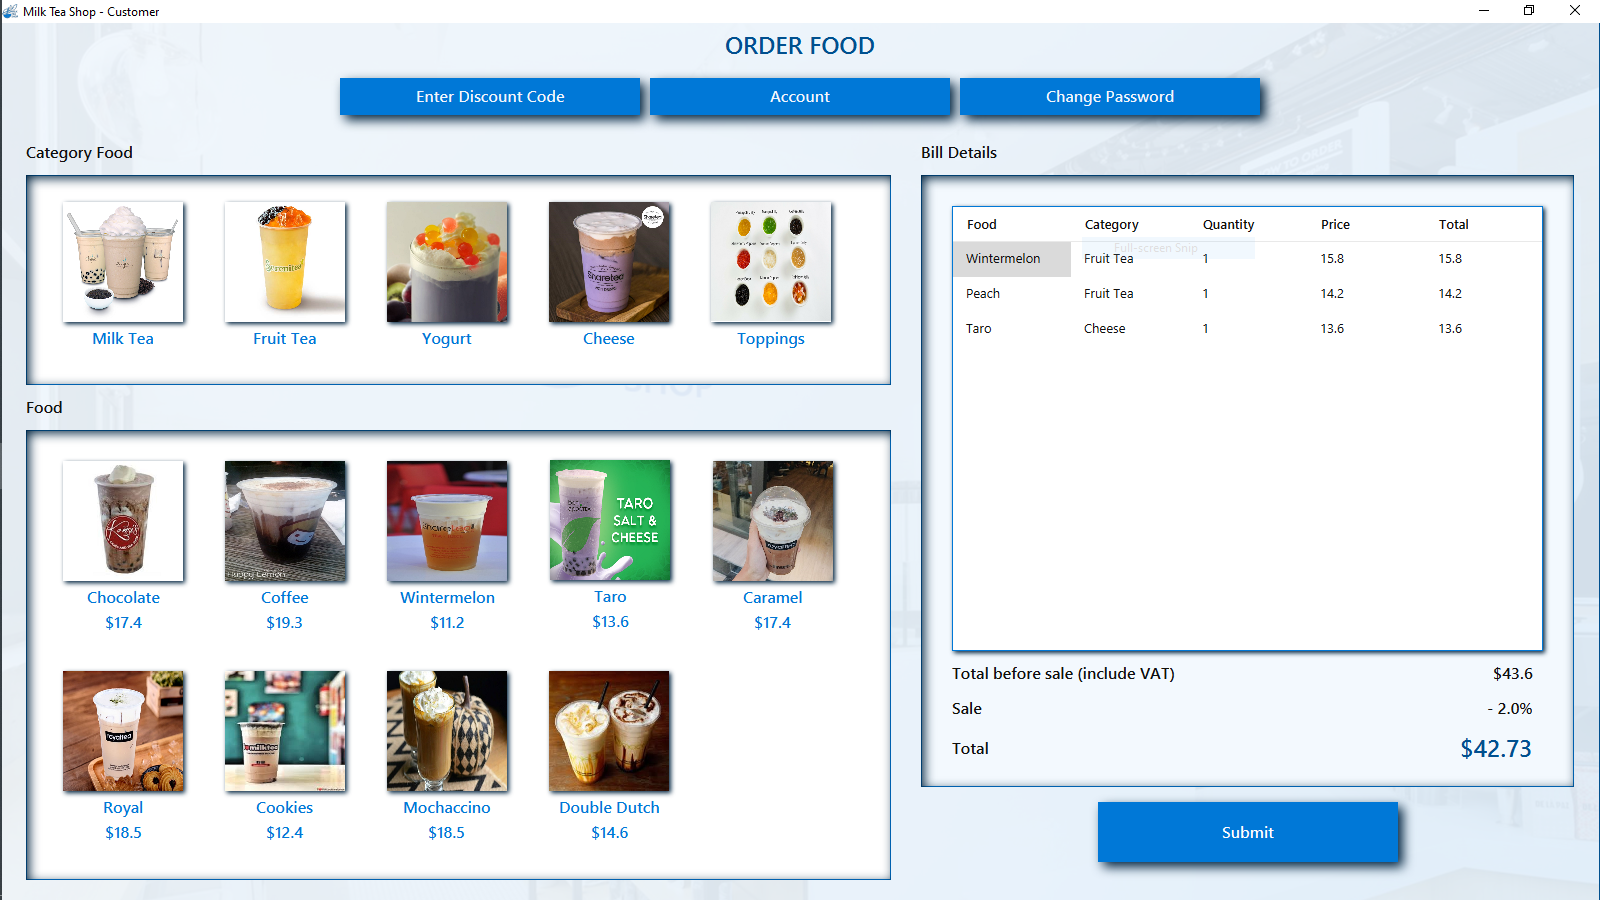 Milk Tea Shop - Customer
ORDER FOOD
Enter Discount Code
Account
Change Password
Category Food
Milk Tea
Fruit Tea
Yogurt
Cheese
Toppings
Food
TARO
SALT &
CHEESE
Chocolate
$17.4
Coffee
$19.3
Wintermelon
$11.2
Taro
$13.6
Caramel
$17.4
Royal
$18.5
Cookies
$12.4
Mochaccino
$18.5
Double Dutch
$14.6
Bill Details
Food Category Quantity Price Total
Full-screen Snip
Wintermelon Fruit Tea 1 15.8 15.8
Peach Fruit Tea 1 14.2 14.2
Taro Cheese 1 13.6 13.6
Total before sale (include VAT) $43.6
Sale - 2.0%
Total $42.73
Submit